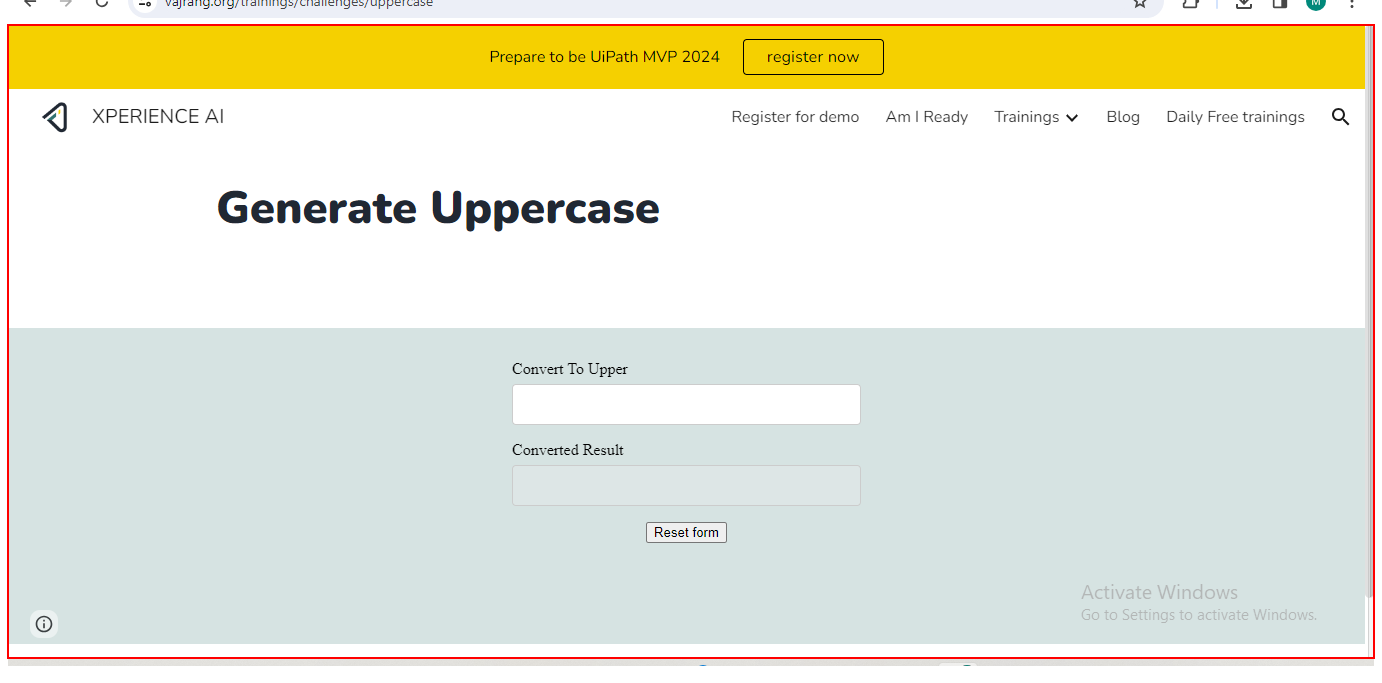 vajrang.org/trainings/challenges/uppercase
M
Prepare to be UiPath MVP 2024 register now
XPERIENCE AI Register for demo Am I Ready Trainings Blog Daily Free trainings
Generate Uppercase
Convert To Upper
Converted Result
Reset form
Activate Windows
Go to Settings to activate Windows.